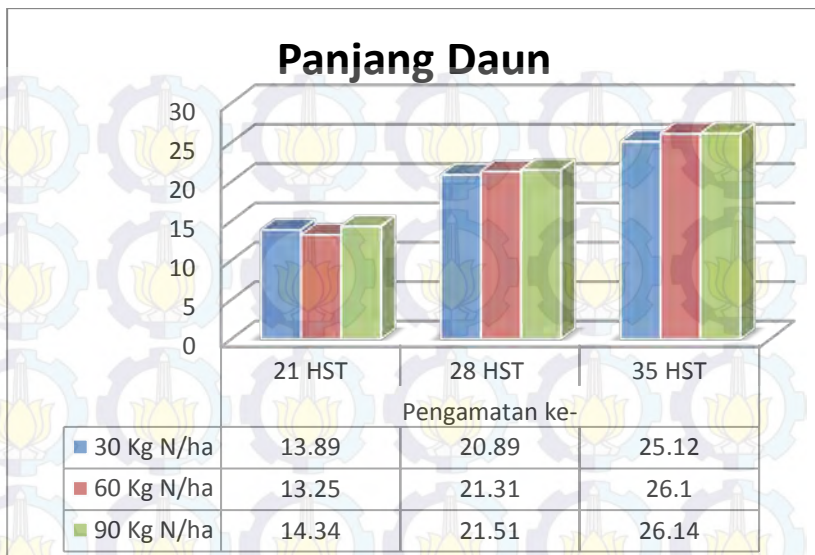 Panjang Daun
30
25
20
15
10
5
0
21 HST 28 HST 35 HST
Pengamatan ke-
30 Kg N/ha 13.89 20.89 25.12
60 Kg N/ha 13.25 21.31 26.1
90 Kg N/ha 14.34 21.51 26.14